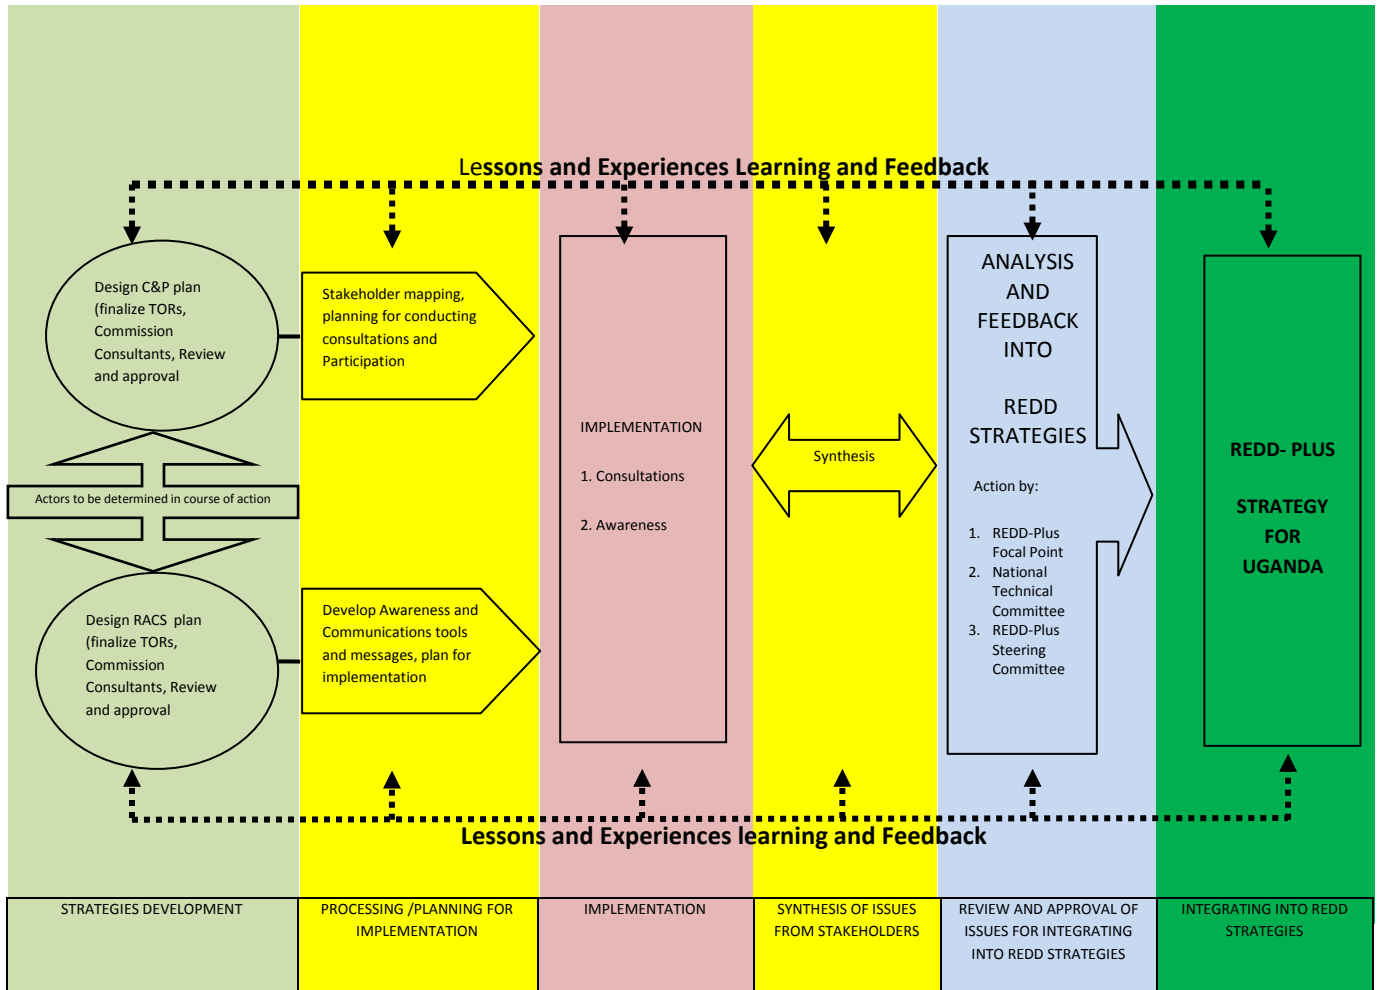 Lessons and Experiences Learning and Feedback
Design C&P plan
(finalize TORs,
Commission
Consultants, Review
and approval
Actors to be determined in course of action
Design RACS plan
(finalize TORs,
Commission
Consultants, Review
and approval
Stakeholder mapping,
planning for conducting
consultations and
Participation
Develop Awareness and
Communications tools
and messages, plan for
implementation
IMPLEMENTATION
1. Consultations
2. Awareness
Synthesis
ANALYSIS
AND
FEEDBACK
INTO
REDD
STRATEGIES
Action by:
1. REDD-Plus
Focal Point
2. National
Technical
Committee
3. REDD-Plus
Steering
Committee
REDD- PLUS
STRATEGY
FOR
UGANDA
Lessons and Experiences learning and Feedback
STRATEGIES DEVELOPMENT
PROCESSING /PLANNING FOR
IMPLEMENTATION
IMPLEMENTATION
SYNTHESIS OF ISSUES
FROM STAKEHOLDERS
REVIEW AND APPROVAL OF
ISSUES FOR INTEGRATING
INTO REDD STRATEGIES
INTEGRATING INTO REDD
STRATEGIES